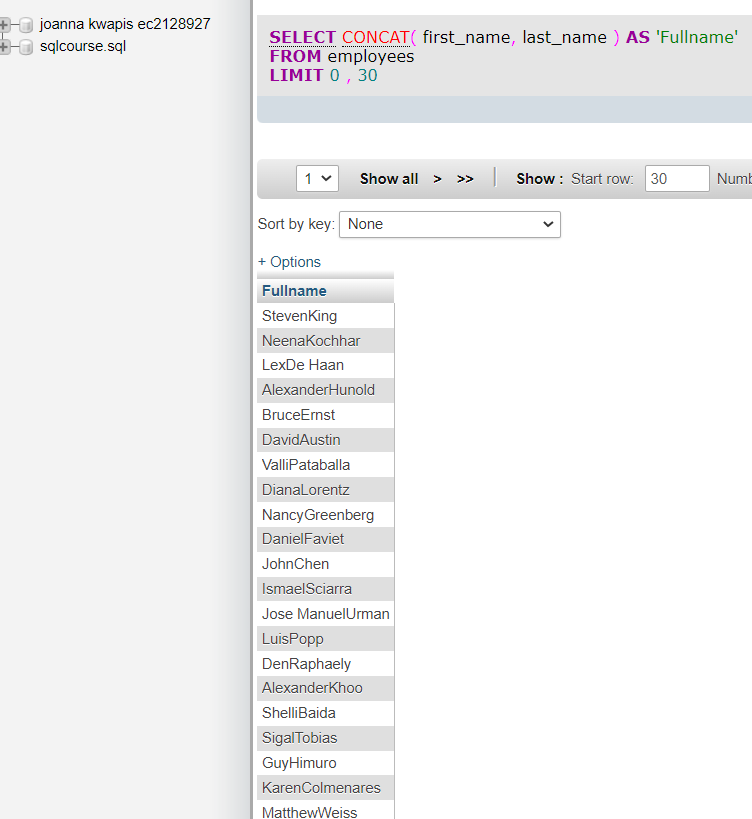 joanna kwapis ec2128927
sqlcourse.sql
SELECT CONCAT( first_name, last_name ) AS 'Fullname'
FROM employees
LIMIT 0 , 30
1 Show all > >> Show : Start row: 30 Numb
Sort by key: None
+ Options
Fullname
StevenKing
NeenaKochhar
LexDe Haan
AlexanderHunold
BruceErnst
DavidAustin
ValliPataballa
DianaLorentz
NancyGreenberg
DanielFaviet
JohnChen
IsmaelSciarra
Jose ManuelUrman
LuisPopp
DenRaphaely
AlexanderKhoo
ShelliBaida
SigalTobias
GuyHimuro
KarenColmenares
MatthewWeiss